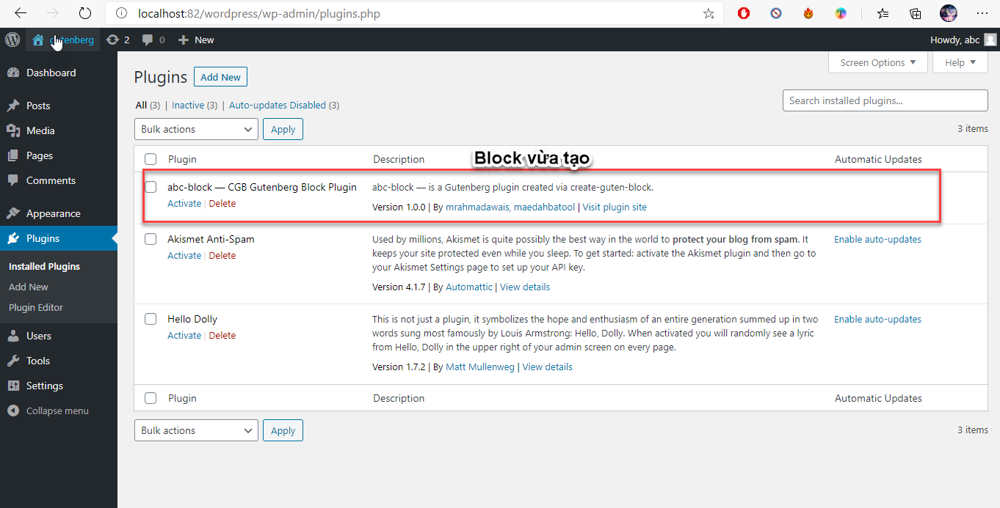 localhost:82/wordpress/wp-admin/plugins.php
gutenberg 2 0 New Howdy, abc
Dashboard
Posts
Media
Pages
Comments
Appearance
Plugins
Installed Plugins
Add New
Plugin Editor
Users
Tools
Settings
Collapse menu
Screen Options Help
Plugins Add New
All (3) | Inactive (3) | Auto-updates Disabled (3)
Search installed plugins...
Bulk actions Apply
3 items
Plugin Description Automatic Updates
Block vừa tạo
abc-block — CGB Gutenberg Block Plugin
Activate | Delete
abc-block — is a Gutenberg plugin created via create-guten-block.
Version 1.0.0 | By mrahmadawais, maedahbatool | Visit plugin site
Akismet Anti-Spam
Activate | Delete
Used by millions, Akismet is quite possibly the best way in the world to protect your blog from spam. It
keeps your site protected even while you sleep. To get started: activate the Akismet plugin and then go to
your Akismet Settings page to set up your API key.
Version 4.1.7 | By Automattic | View details
Enable auto-updates
Hello Dolly
Activate | Delete
This is not just a plugin, it symbolizes the hope and enthusiasm of an entire generation summed up in two
words sung most famously by Louis Armstrong: Hello, Dolly. When activated you will randomly see a lyric
from Hello, Dolly in the upper right of your admin screen on every page.
Version 1.7.2 | By Matt Mullenweg | View details
Enable auto-updates
Plugin Description Automatic Updates
Bulk actions Apply
3 items